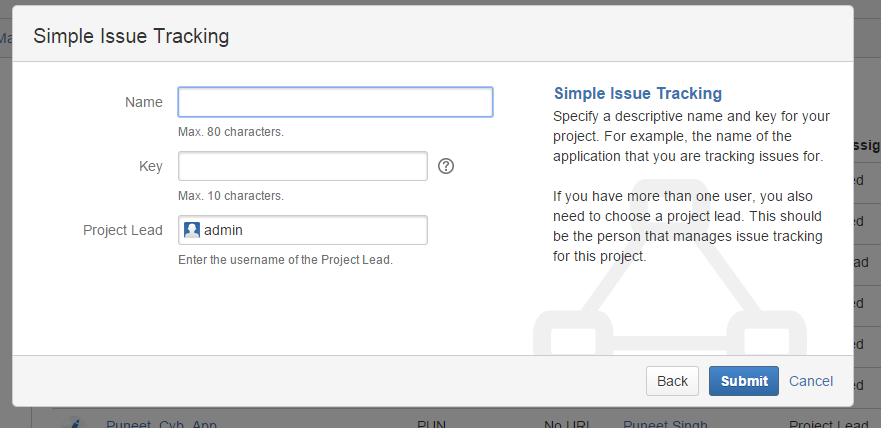 Simple Issue Tracking
Name
Max. 80 characters.
Key
Max. 10 characters.
Project Lead
admin
Enter the username of the Project Lead.
Simple Issue Tracking
Specify a descriptive name and key for your
project. For example, the name of the
application that you are tracking issues for.
If you have more than one user, you also
need to choose a project lead. This should
be the person that manages issue tracking
for this project.
Back Submit Cancel
Ma
ssig
ed
ed
ad
ed
ed
ed
Puneet_Cyb_App PUN No URL Puneet Singh Project Lead